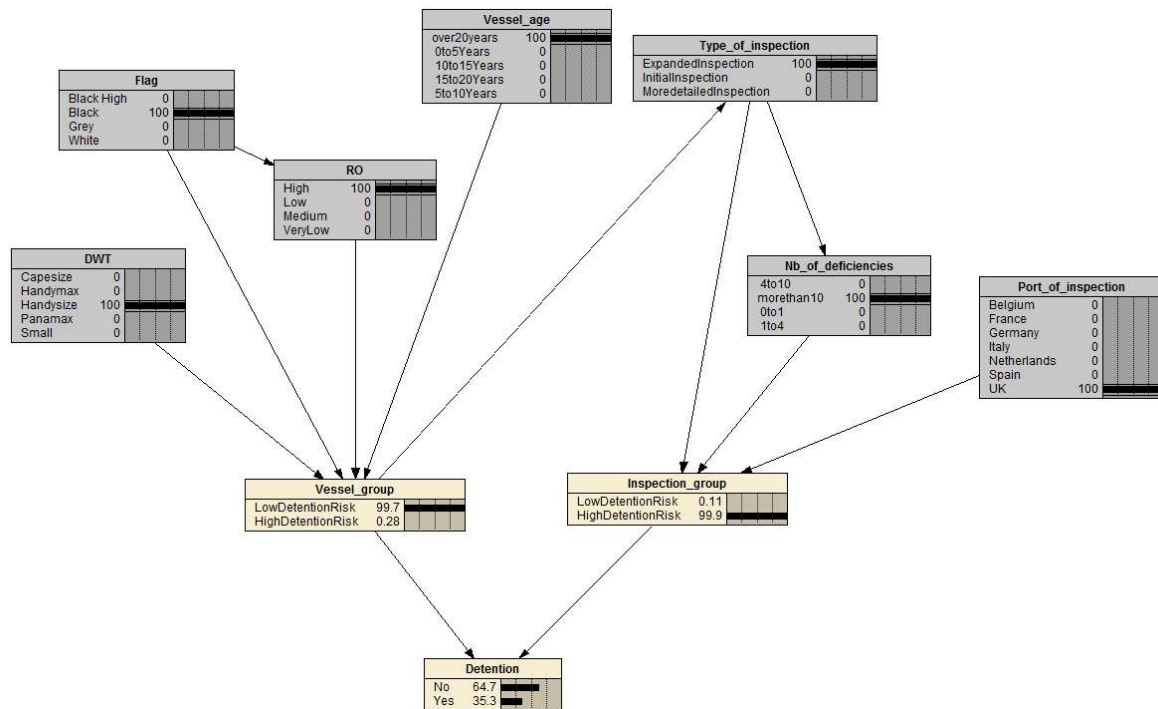 Vessel_age
over20years 100
0to5Years 0
10to15Years 0
15to20Years 0
5to10Years 0
Type_of_inspection
ExpandedInspection 100
InitialInspection 0
MoredetailedInspection 0
Flag
Black High 0
Black 100
Grey 0
White 0
RO
High 100
Low 0
Medium 0
VeryLow 0
DWT
Capesize 0
Handymax 0
Handysize 100
Panamax 0
Small 0
Nb_of_deficiencies
4to10 0
morethan10 100
0to1 0
1to4 0
Port_of_inspection
Belgium 0
France 0
Germany 0
Italy 0
Netherlands 0
Spain 0
UK 100
Vessel_group
LowDetentionRisk 99.7
HighDetentionRisk 0.28
Inspection_group
LowDetentionRisk 0.11
HighDetentionRisk 99.9
Detention
No 64.7
Yes 35.3